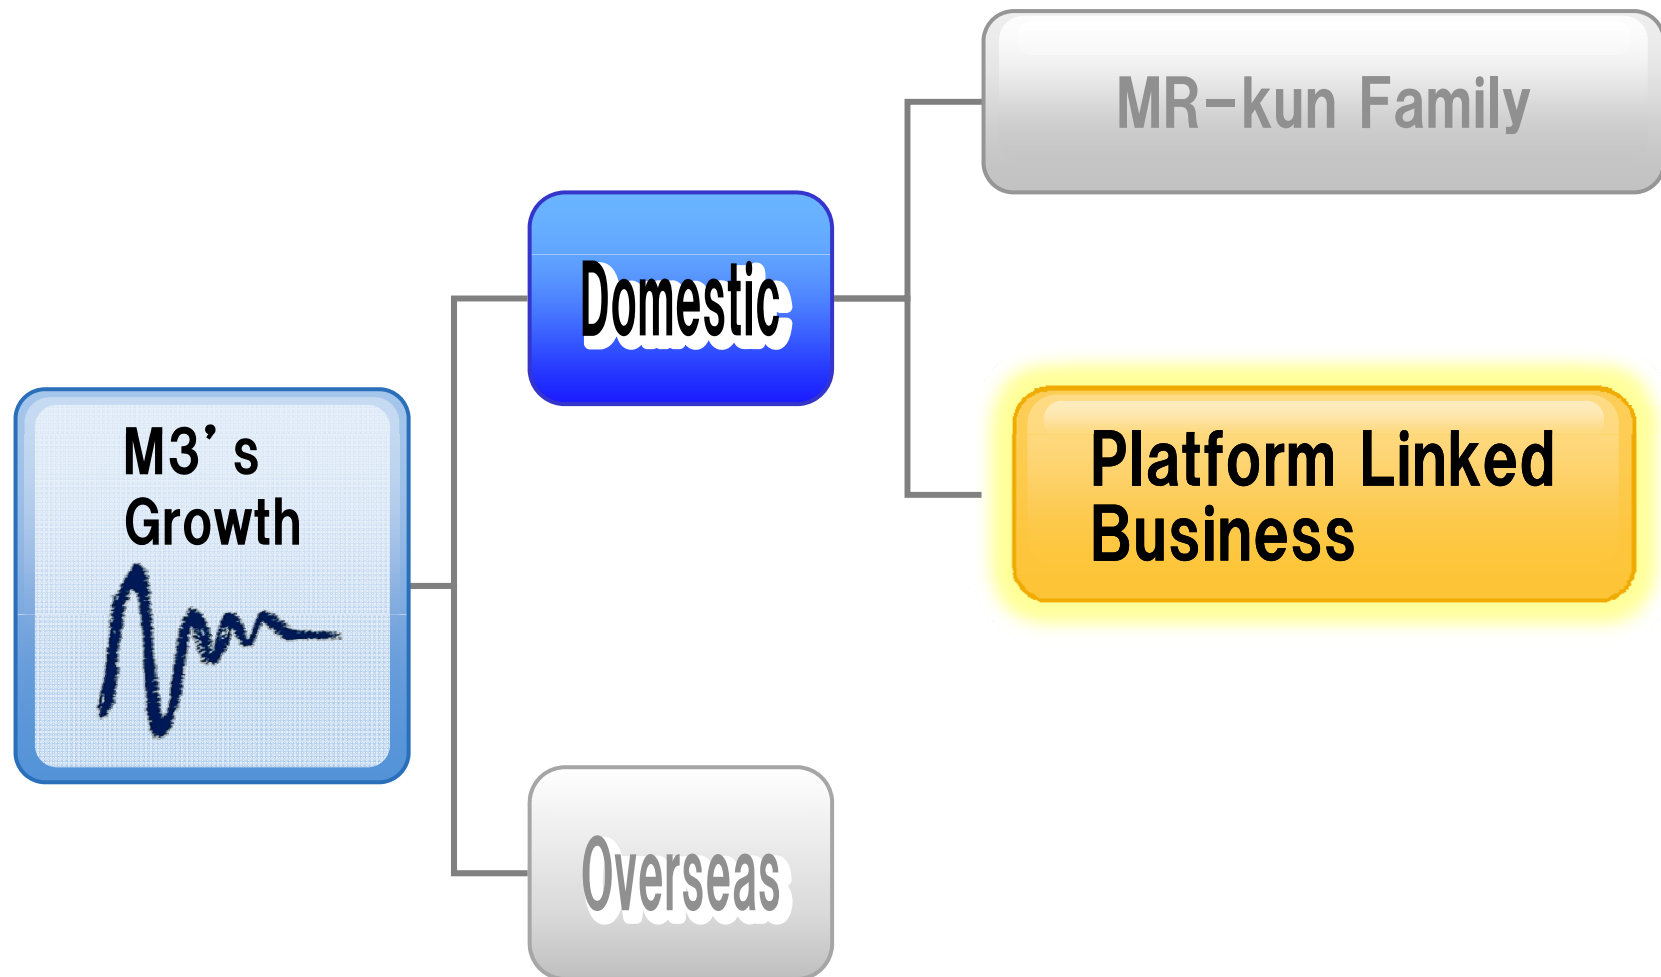 MR-kun Family
Domestic
M3's
Growth
Platform Linked
Business
Overseas